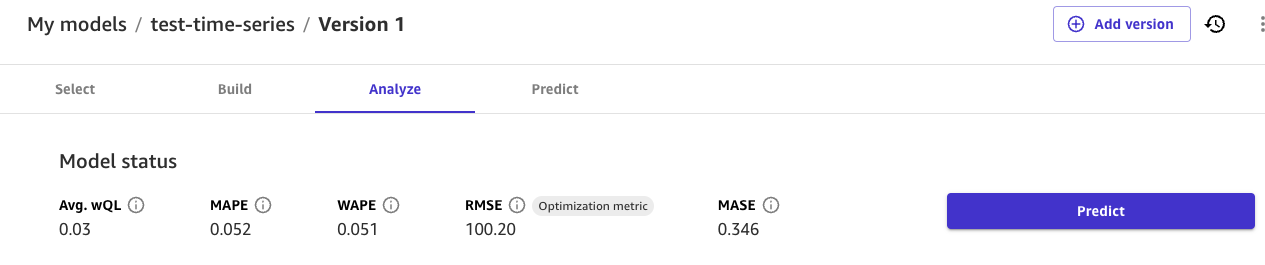 My models / test-time-series / Version 1
Add version
Select Build Analyze Predict
Model status
Avg. wQL MAPE WAPE RMSE Optimization metric MASE
0.03 0.052 0.051 100.20 0.346
Predict